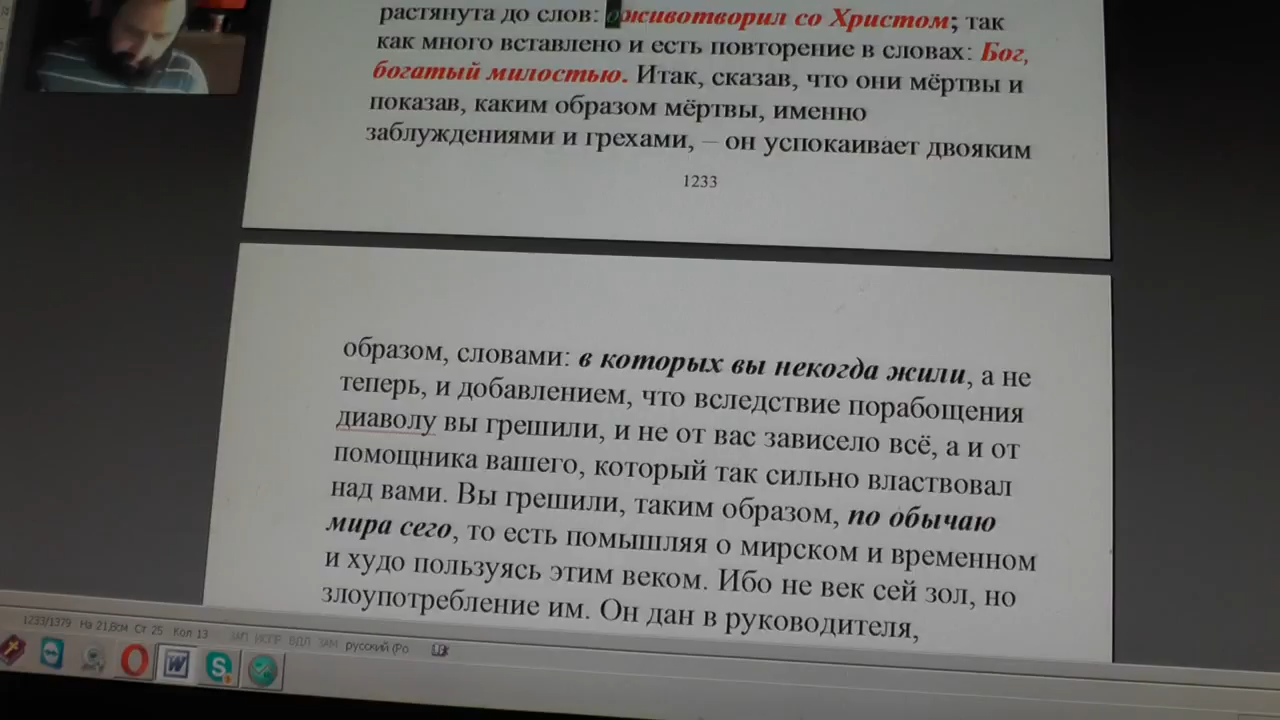 растянута до слов: оживотворил со Христом; так
как много вставлено и есть повторение в словах: Бог,
богатый милостью. Итак, сказав, что они мёртвы и
показав, каким образом мёртвы, именно
заблуждениями и грехами, – он успокаивает двояким
1233
образом, словами: в которых вы некогда жили, а не
теперь, и добавлением, что вследствие порабощения
диаволу вы грешили, и не от вас зависело всё, а и от
помощника вашего, который так сильно властвовал
над вами. Вы грешили, таким образом, по обычаю
мира сего, то есть помышляя о мирском и временном
и худо пользуясь этим веком. Ибо не век сей зол, но
злоупотребление им. Он дан в руководителя,
1233/1379 На 21,8см Ст 25 Кол 13 ЗАП ИСПР ВДЛ ЗАМ русский (Ро